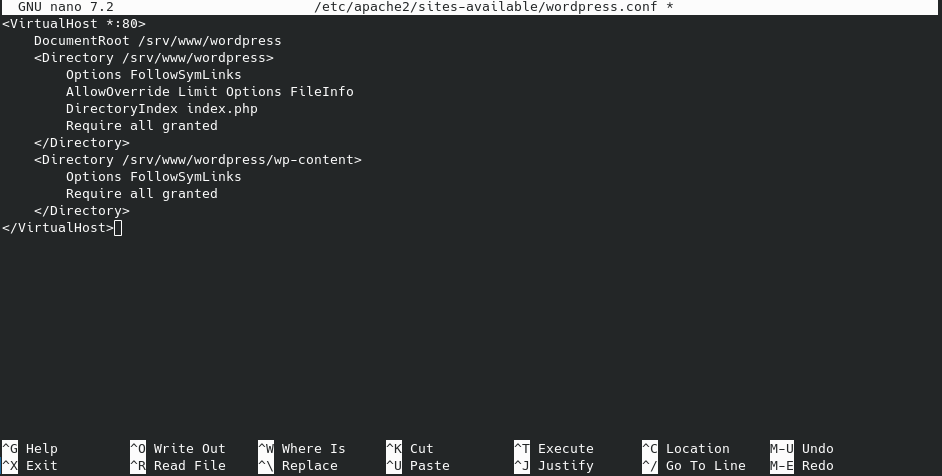 GNU nano 7.2 /etc/apache2/sites-available/wordpress.conf *
<VirtualHost *:80>
    DocumentRoot /srv/www/wordpress
    <Directory /srv/www/wordpress>
        Options FollowSymLinks
        AllowOverride Limit Options FileInfo
        DirectoryIndex index.php
        Require all granted
    </Directory>
    <Directory /srv/www/wordpress/wp-content>
        Options FollowSymLinks
        Require all granted
    </Directory>
</VirtualHost>
^G Help ^O Write Out ^W Where Is ^K Cut ^T Execute ^C Location M-U Undo
^X Exit ^R Read File ^\ Replace ^U Paste ^J Justify ^/ Go To Line M-E Redo